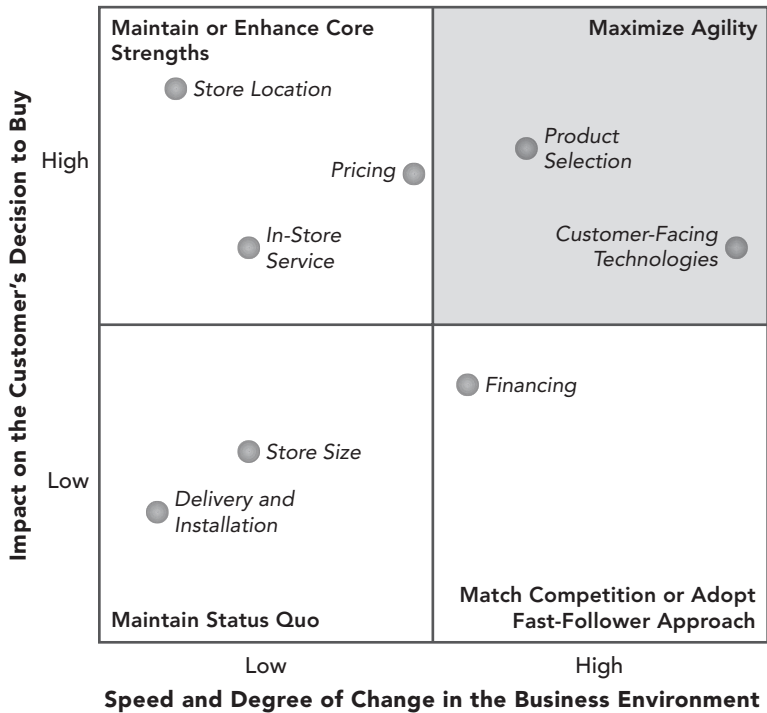 Impact on the Customer's Decision to Buy
High
Low
Maintain or Enhance Core
Strengths
Store Location
Pricing
In-Store
Service
Maximize Agility
Product
Selection
Customer-Facing
Technologies
Store Size
Delivery and
Installation
Maintain Status Quo
Financing
Match Competition or Adopt
Fast-Follower Approach
Low
High
Speed and Degree of Change in the Business Environment